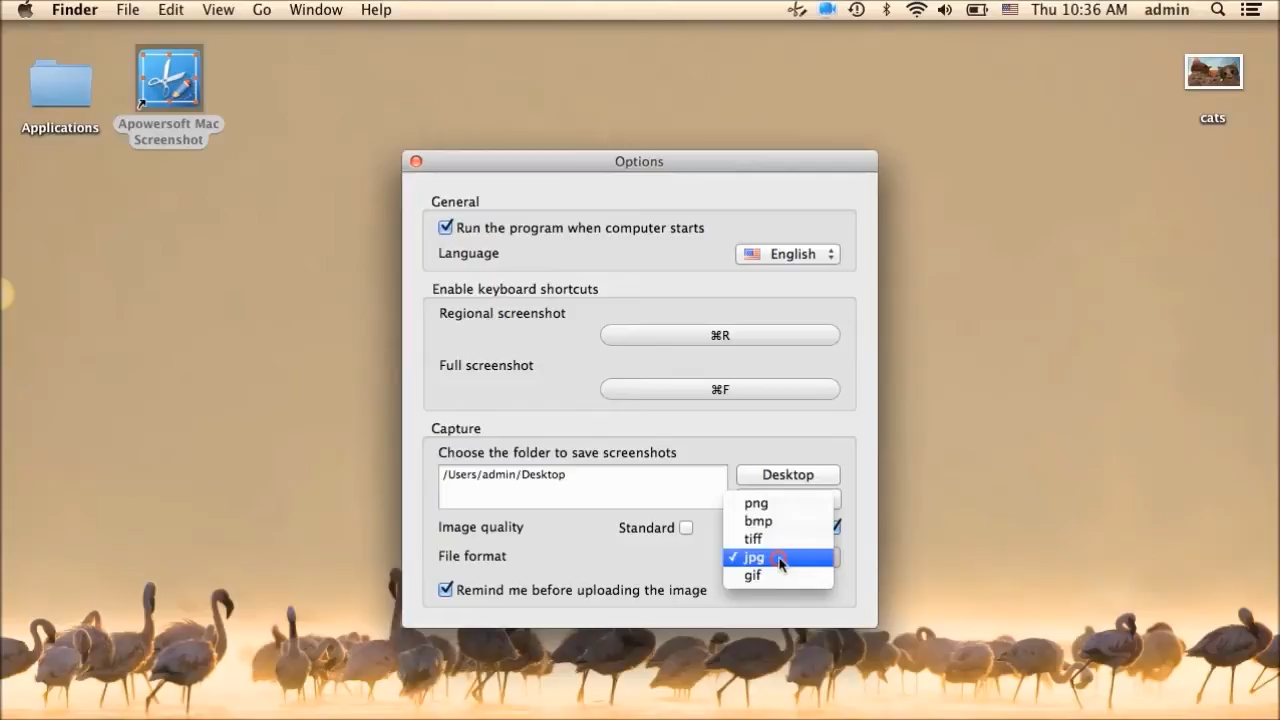 Finder File Edit View Go Window Help Thu 10:36 AM admin
Applications
Apowersoft Mac
Screenshot
cats
Options
General
Run the program when computer starts
Language English
Enable keyboard shortcuts
Regional screenshot
⌘R
Full screenshot
⌘F
Capture
Choose the folder to save screenshots
/Users/admin/Desktop Desktop
png
bmp
tiff
jpg
gif
Image quality Standard
File format
Remind me before uploading the image